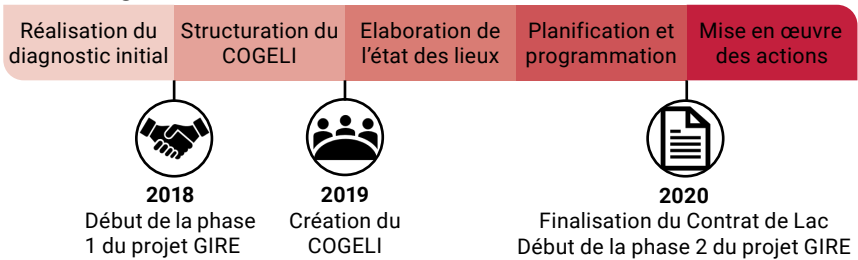 Réalisation du
diagnostic initial
Structuration du
COGELI
Elaboration de
l'état des lieux
Planification et
programmation
Mise en œuvre
des actions
2018
Début de la phase
1 du projet GIRE
2019
Création du
COGELI
2020
Finalisation du Contrat de Lac
Début de la phase 2 du projet GIRE